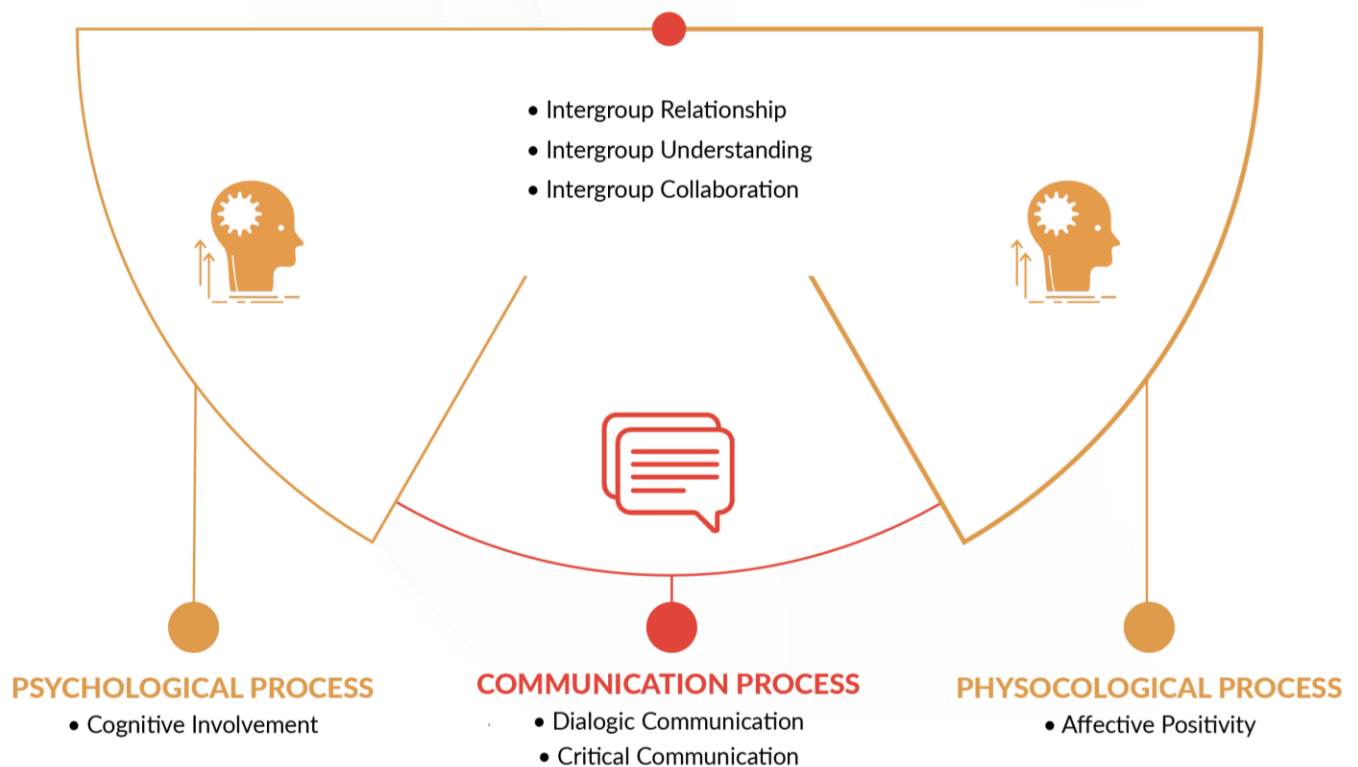 • Intergroup Relationship
• Intergroup Understanding
• Intergroup Collaboration
PSYCHOLOGICAL PROCESS
• Cognitive Involvement
COMMUNICATION PROCESS
• Dialogic Communication
• Critical Communication
PHYSOCOLOGICAL PROCESS
• Affective Positivity